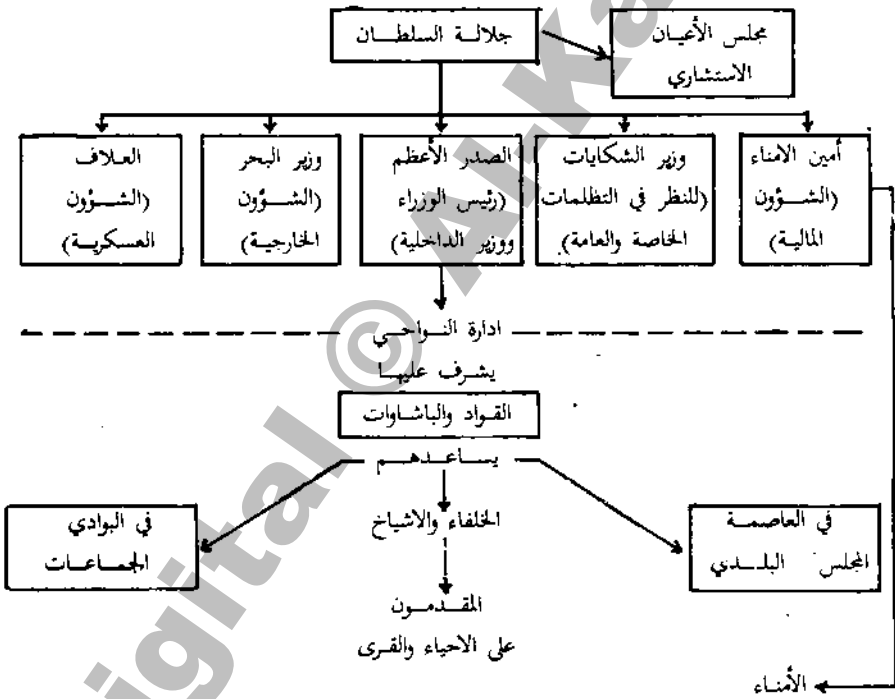 جلالة السلطان
مجلس الأعيان
الاستشاري
أمين الامناء
(الشؤون
المالية)
وزير الشكايات
(للنظر في التظلمات
الخاصة والعامة)
الصدر الأعظم
(رئيس الوزراء
ووزير الداخلية)
وزير البحر
(الشؤون
الخارجية)
العلاف
(الشؤون
العسكرية)
ادارة النواحي
يشرف عليها
القواد والباشاوات
يساعدهم
في العاصمة
المجلس البلدي
الخلفاء والاشياخ
في البوادي
الجماعات
المقدمون
على الاحياء والقرى
الأمناء